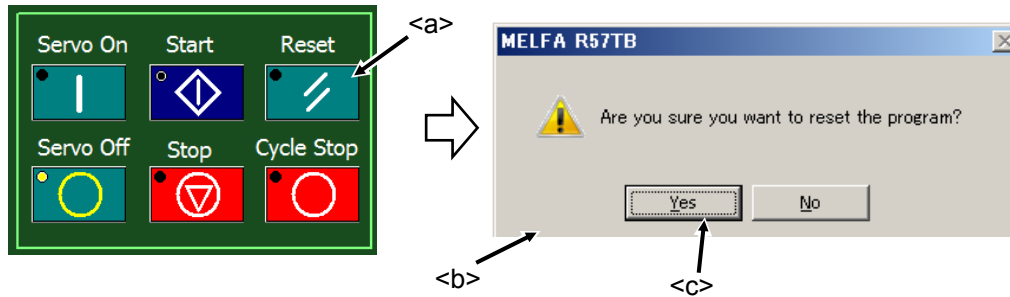 <a>
Servo On Start Reset
Servo Off Stop Cycle Stop
MELFA R57TB
Are you sure you want to reset the program?
Yes No
<b>
<c>